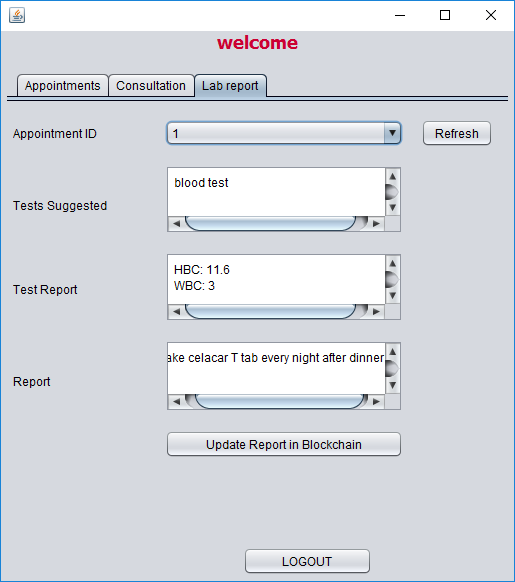 welcome
Appointments Consultation Lab report
Appointment ID 1 Refresh
Tests Suggested blood test
Test Report HBC: 11.6
WBC: 3
Report ake celacar T tab every night after dinner
Update Report in Blockchain
LOGOUT